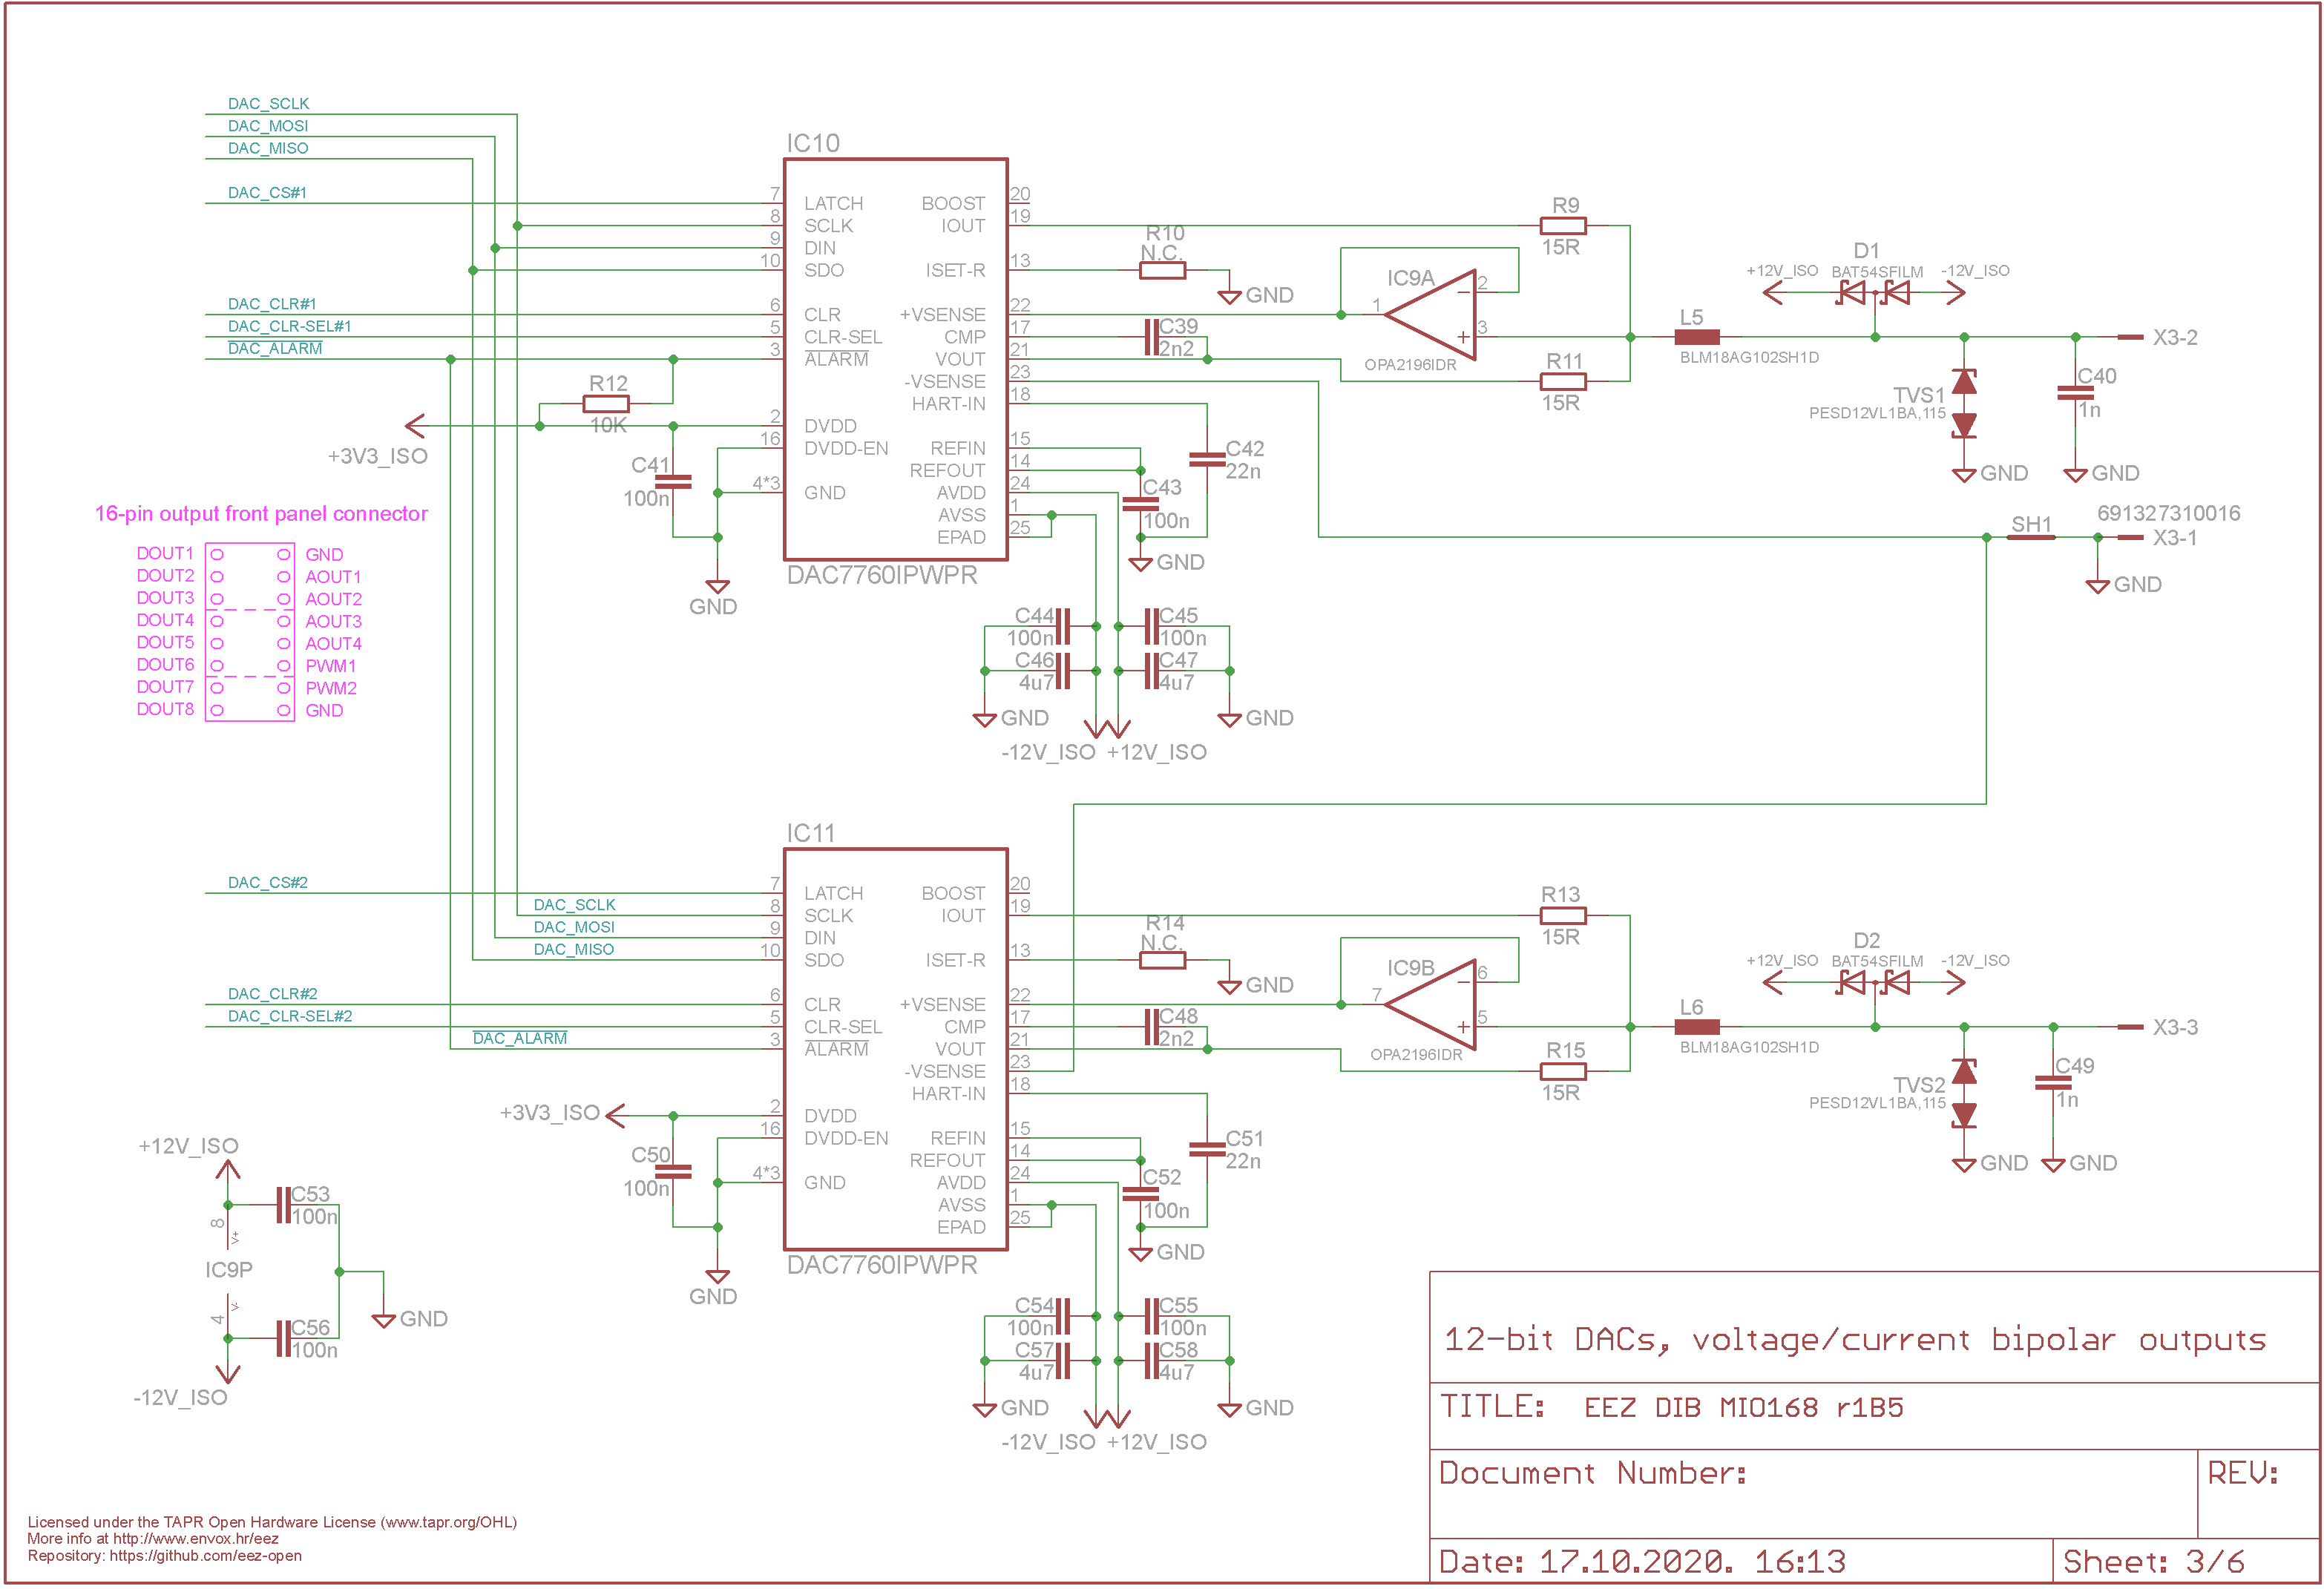 DAC_SCLK
DAC_MOSI
DAC_MISO
DAC_CS#1
DAC_CLR#1
DAC_CLR-SEL#1
DAC_ALARM
IC10
7 LATCH
8 SCLK
9 DIN
10 SDO
6 CLR
5 CLR-SEL
3 ALARM
2 DVDD
16 DVDD-EN
4*3 GND
BOOST 20
IOUT 19
ISET-R 13
+VSENSE 22
CMP 17
VOUT 21
-VSENSE 23
HART-IN 18
REFIN 15
REFOUT 14
AVDD 24
AVSS 1
EPAD 25
DAC7760IPWPR
R12
10K
+3V3_ISO
C41
100n
GND
R10
N.C.
GND
C39
2n2
IC9A
1
2
3
OPA2196IDR
R9
15R
R11
15R
L5
BLM18AG102SH1D
D1
+12V_ISO BAT54SFILM -12V_ISO
TVS1
PESD12VL1BA,115
GND
C40
1n
GND
X3-2
C42
22n
C43
100n
GND
691327310016
SH1
X3-1
GND
C44
100n
C46
4u7
GND
C45
100n
C47
4u7
GND
-12V_ISO +12V_ISO
16-pin output front panel connector
DOUT1 GND
DOUT2 AOUT1
DOUT3 AOUT2
DOUT4 AOUT3
DOUT5 AOUT4
DOUT6 PWM1
DOUT7 PWM2
DOUT8 GND
DAC_CS#2
DAC_SCLK
DAC_MOSI
DAC_MISO
DAC_CLR#2
DAC_CLR-SEL#2
DAC_ALARM
IC11
7 LATCH
8 SCLK
9 DIN
10 SDO
6 CLR
5 CLR-SEL
3 ALARM
2 DVDD
16 DVDD-EN
4*3 GND
BOOST 20
IOUT 19
ISET-R 13
+VSENSE 22
CMP 17
VOUT 21
-VSENSE 23
HART-IN 18
REFIN 15
REFOUT 14
AVDD 24
AVSS 1
EPAD 25
DAC7760IPWPR
+3V3_ISO
C50
100n
GND
R14
N.C.
GND
C48
2n2
IC9B
7
6
5
OPA2196IDR
R13
15R
R15
15R
L6
BLM18AG102SH1D
D2
+12V_ISO BAT54SFILM -12V_ISO
TVS2
PESD12VL1BA,115
GND
C49
1n
GND
X3-3
C51
22n
C52
100n
GND
C54
100n
C57
4u7
GND
C55
100n
C58
4u7
GND
-12V_ISO +12V_ISO
+12V_ISO
C53
100n
8
V+
IC9P
V-
4
GND
C56
100n
-12V_ISO
12-bit DACs, voltage/current bipolar outputs
TITLE: EEZ DIB MIO168 r1B5
Document Number:
REV:
Date: 17.10.2020. 16:13
Sheet: 3/6
Licensed under the TAPR Open Hardware License (www.tapr.org/OHL)
More info at http://www.envox.hr/eez
Repository: https://github.com/eez-open